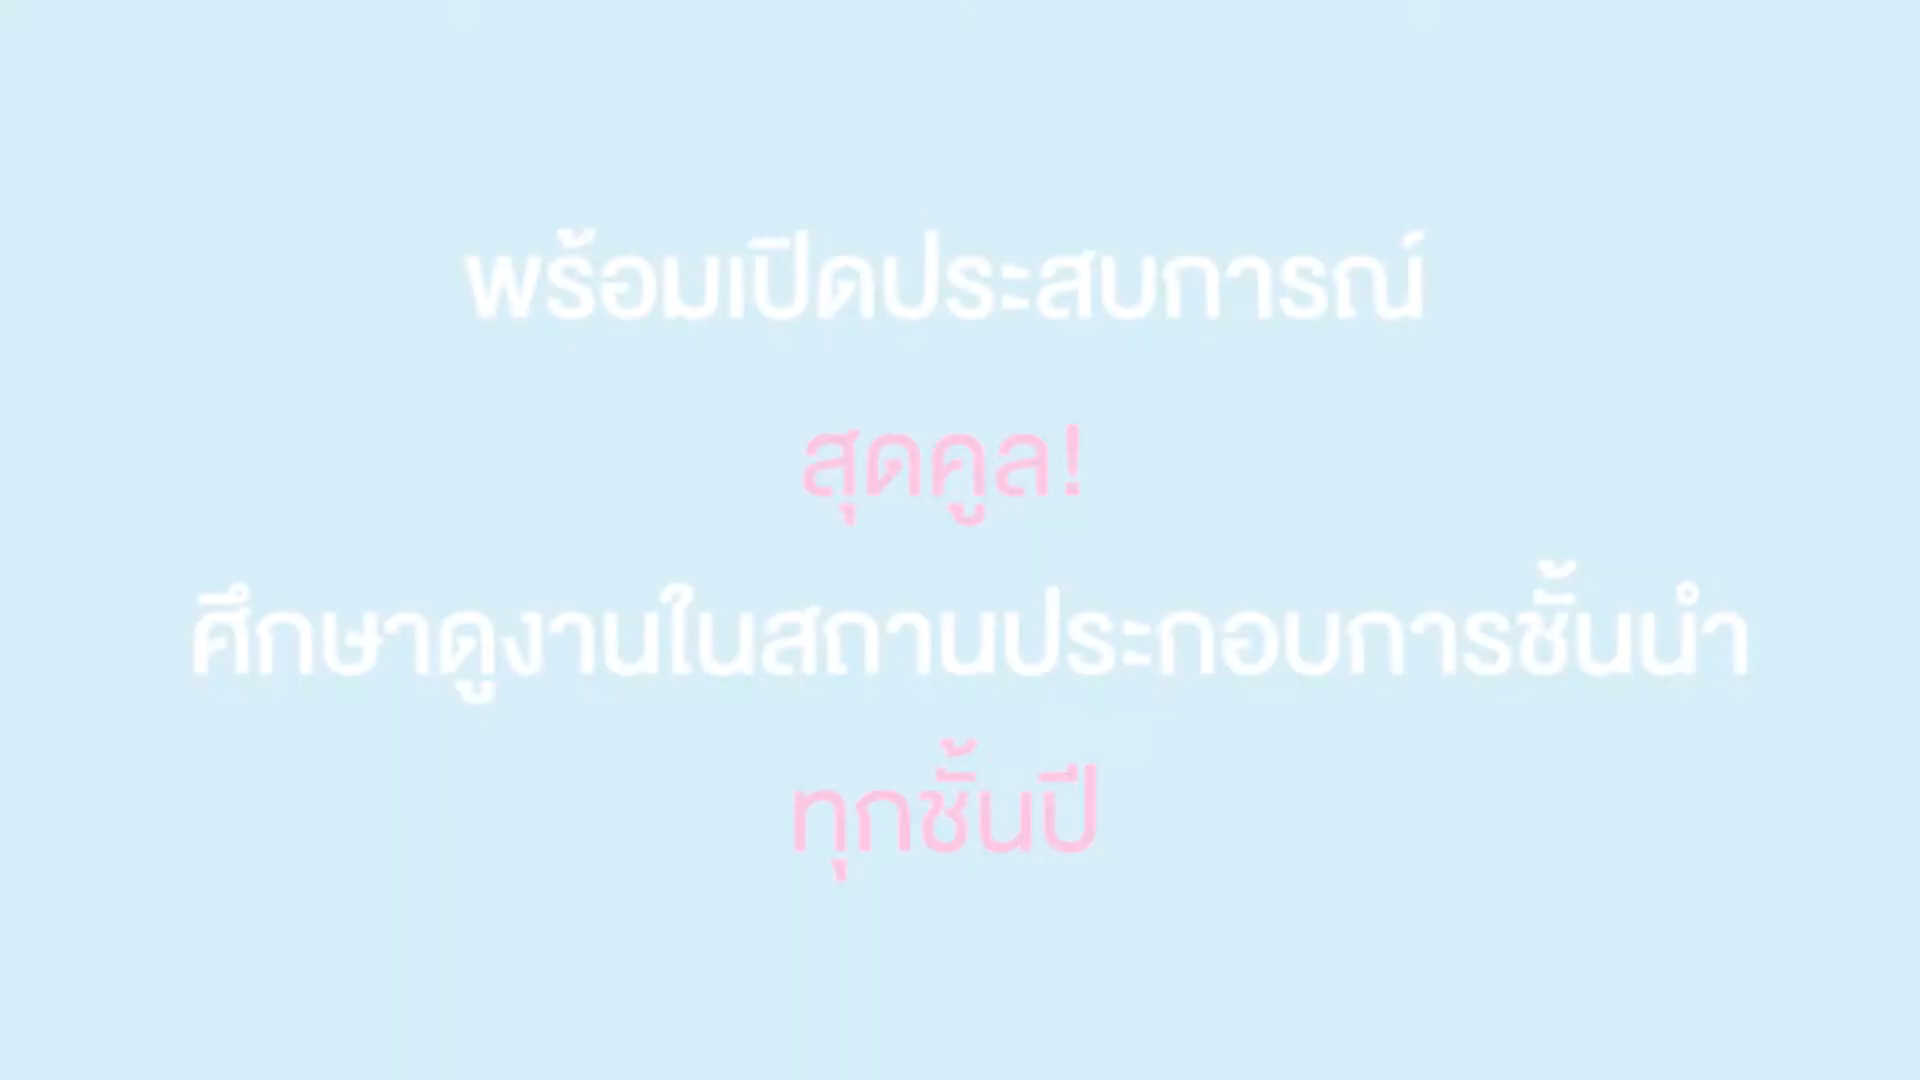 พร้อมเปิดประสบการณ์
สุดคูล!
ศึกษาดูงานในสถานประกอบการชั้นนำ
ทุกชั้นปี